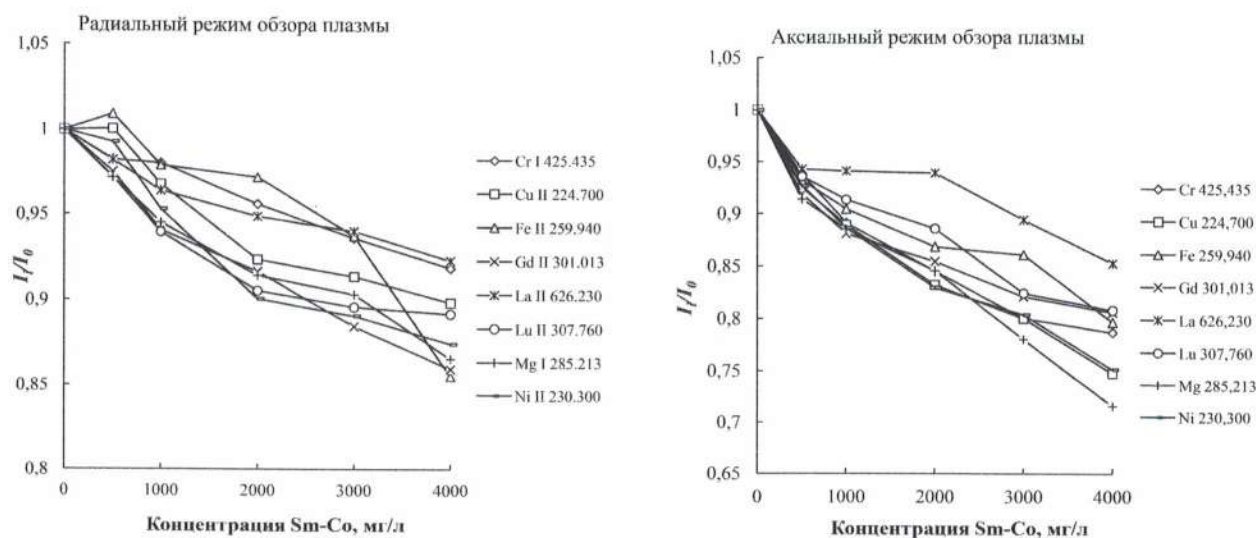 Радиальный режим обзора плазмы
1,05
1
0,95
0,9
0,85
0,8
I_f/I_0
0 1000 2000 3000 4000
Концентрация Sm-Co, мг/л
Cr I 425.435
Cu II 224.700
Fe II 259.940
Gd II 301.013
La II 626.230
Lu II 307.760
Mg I 285.213
Ni II 230.300
Аксиальный режим обзора плазмы
1,05
1
0,95
0,9
0,85
0,8
0,75
0,7
0,65
I_f/I_0
0 1000 2000 3000 4000
Концентрация Sm-Co, мг/л
Cr 425,435
Cu 224,700
Fe 259,940
Gd 301,013
La 626,230
Lu 307,760
Mg 285,213
Ni 230,300